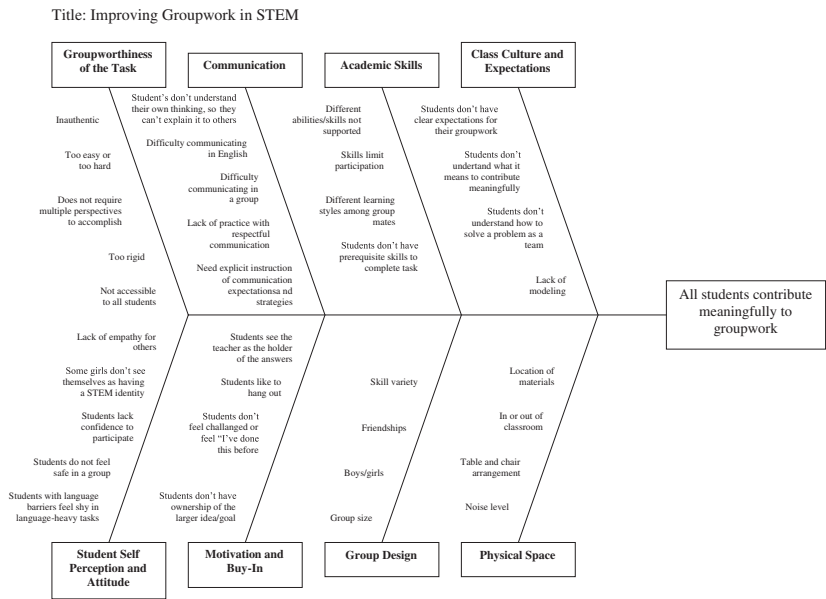 Title: Improving Groupwork in STEM
Groupworthiness
of the Task
Inauthentic
Too easy or
too hard
Does not require
multiple perspectives
to accomplish
Too rigid
Not accessible
to all students
Communication
Student's don't understand
their own thinking, so they
can't explain it to others
Difficulty communicating
in English
Difficulty
communicating in
a group
Lack of practice with
respectful
communication
Need explicit instruction
of communication
expectationsa nd
strategies
Academic Skills
Different
abilities/skills not
supported
Skills limit
participation
Different learning
styles among group
mates
Students don't have
prerequisite skills to
complete task
Class Culture and
Expectations
Students don't have
clear expectations for
their groupwork
Students don't
undertand what it
means to contribute
meaningfully
Students don't
understand how to
solve a problem as a
team
Lack of
modeling
All students contribute
meaningfully to
groupwork
Lack of empathy for
others
Some girls don't see
themselves as having
a STEM identity
Students lack
confidence to
participate
Students do not feel
safe in a group
Students with language
barriers feel shy in
language-heavy tasks
Student Self
Perception and
Attitude
Students see the
teacher as the holder
of the answers
Students like to
hang out
Students don't
feel challanged or
feel "I've done
this before
Students don't have
ownership of the
larger idea/goal
Motivation and
Buy-In
Skill variety
Friendships
Boys/girls
Group size
Group Design
Location of
materials
In or out of
classroom
Table and chair
arrangement
Noise level
Physical Space